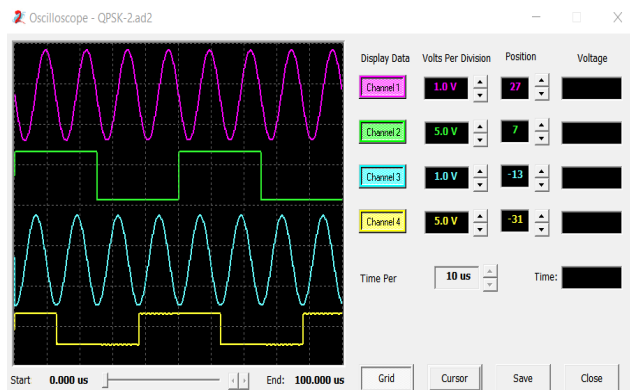 Oscilloscope - QPSK-2.ad2
Display Data Volts Per Division Position Voltage
Channel 1 1.0 V 27
Channel 2 5.0 V 7
Channel 3 1.0 V -13
Channel 4 5.0 V -31
Time Per 10 us Time:
Start 0.000 us End: 100.000 us Grid Cursor Save Close